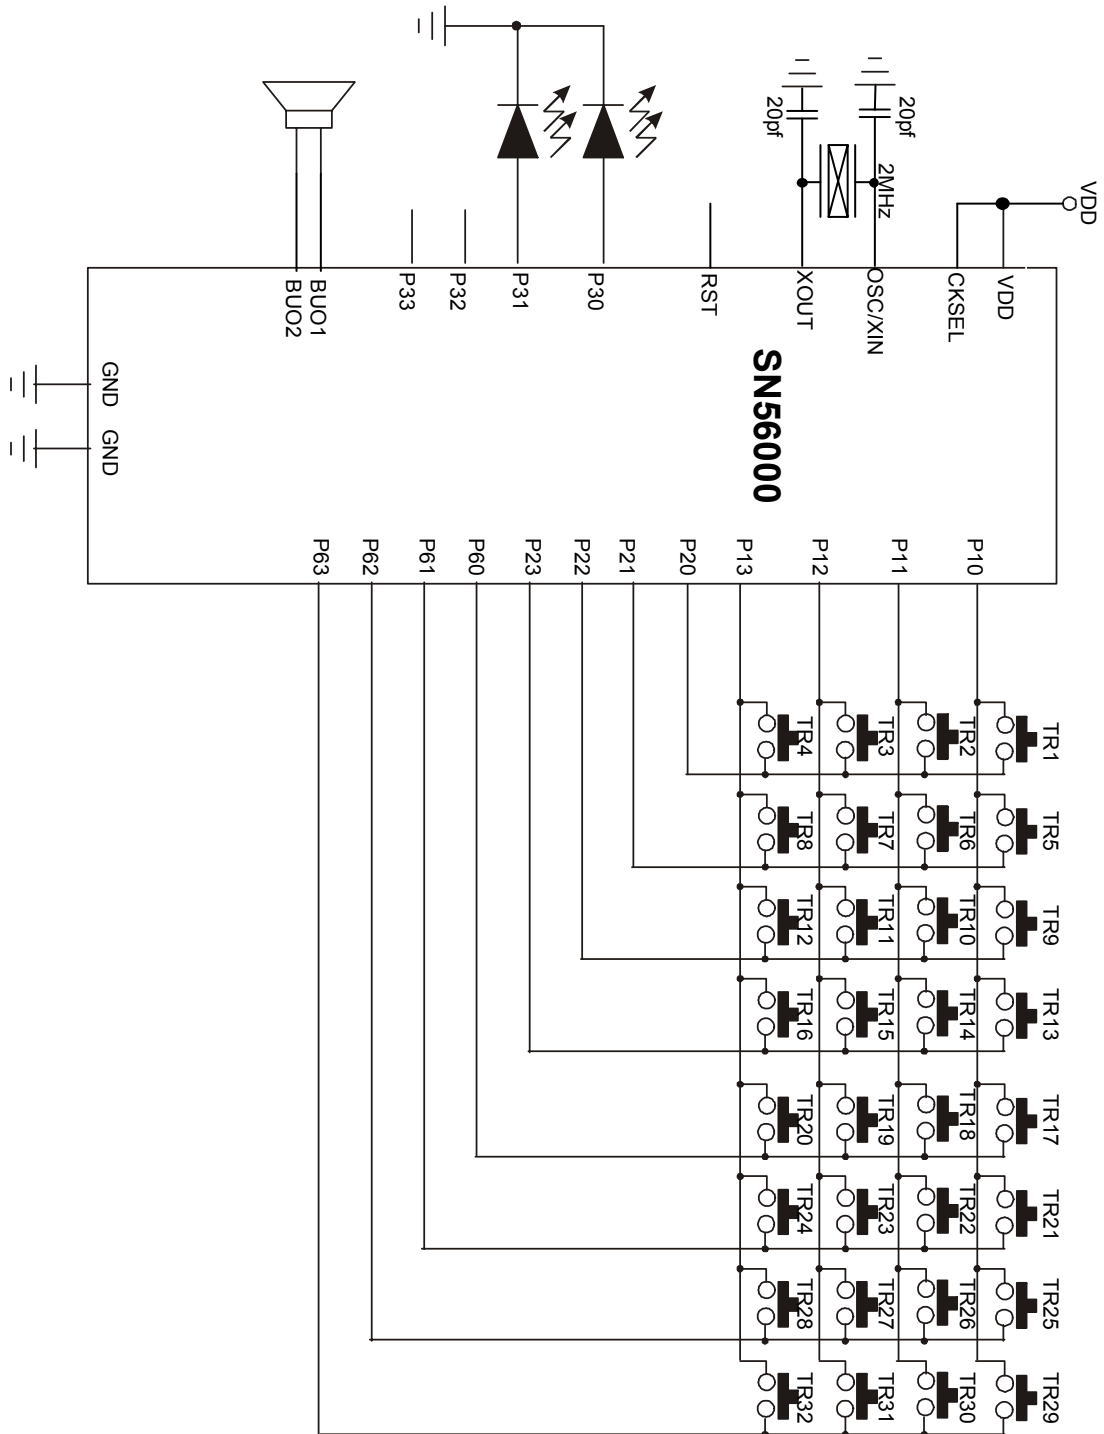 VDD
20pf
20pf
2MHz
VDD
CKSEL
OSC/XIN
XOUT
RST
P30
P31
P32
P33
BUO1
BUO2
SN56000
GND
GND
P10
P11
P12
P13
P20
P21
P22
P23
P60
P61
P62
P63
TR1
TR2
TR3
TR4
TR5
TR6
TR7
TR8
TR9
TR10
TR11
TR12
TR13
TR14
TR15
TR16
TR17
TR18
TR19
TR20
TR21
TR22
TR23
TR24
TR25
TR26
TR27
TR28
TR29
TR30
TR31
TR32